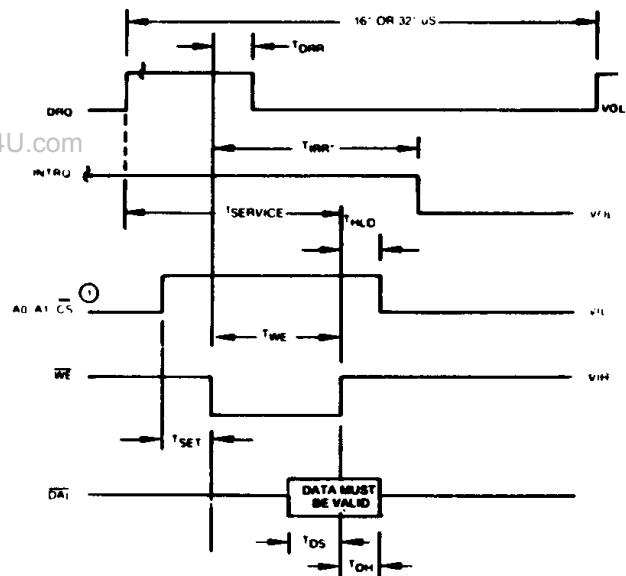 16* OR 32* uS
TDRR
DRQ
VOL
4U.com
TIRR*
INTRQ
VOL
TSERVICE
THLD
A0, A1, CS
1
VIL
TWE
WE
VIH
TSET
DAL
DATA MUST
BE VALID
TDS
TDH